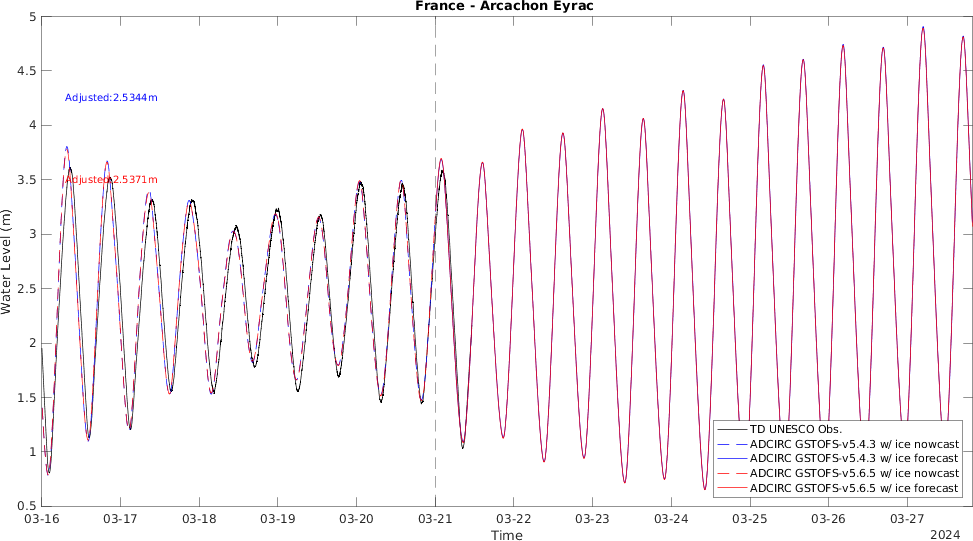 France - Arcachon Eyrac
5
4.5
4
3.5
3
2.5
2
1.5
1
0.5
Water Level (m)
Adjusted:2.5344m
Adjusted:2.5371m
TD UNESCO Obs.
ADCIRC GSTOFS-v5.4.3 w/ ice nowcast
ADCIRC GSTOFS-v5.4.3 w/ ice forecast
ADCIRC GSTOFS-v5.6.5 w/ ice nowcast
ADCIRC GSTOFS-v5.6.5 w/ ice forecast
03-16 03-17 03-18 03-19 03-20 03-21 03-22 03-23 03-24 03-25 03-26 03-27
Time
2024